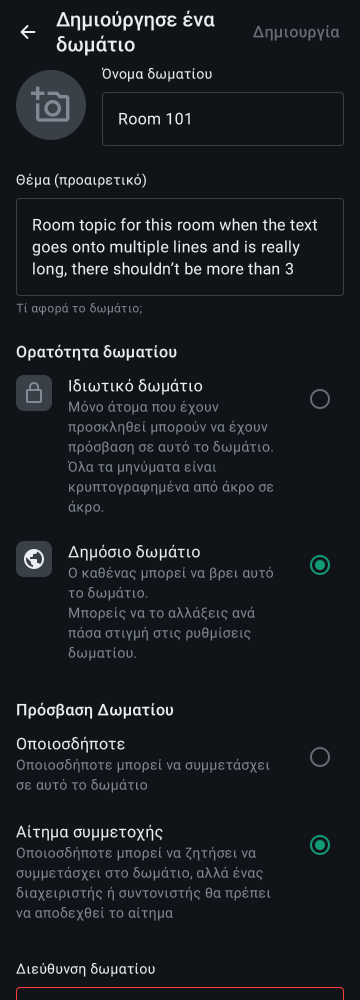 Δημιούργησε ένα
δωμάτιο
Δημιουργία
Όνομα δωματίου
Room 101
Θέμα (προαιρετικό)
Room topic for this room when the text
goes onto multiple lines and is really
long, there shouldn’t be more than 3
Τί αφορά το δωμάτιο;
Ορατότητα δωματίου
Ιδιωτικό δωμάτιο
Μόνο άτομα που έχουν
προσκληθεί μπορούν να έχουν
πρόσβαση σε αυτό το δωμάτιο.
Όλα τα μηνύματα είναι
κρυπτογραφημένα από άκρο σε
άκρο.
Δημόσιο δωμάτιο
Ο καθένας μπορεί να βρει αυτό
το δωμάτιο.
Μπορείς να το αλλάξεις ανά
πάσα στιγμή στις ρυθμίσεις
δωματίου.
Πρόσβαση Δωματίου
Οποιοσδήποτε
Οποιοσδήποτε μπορεί να συμμετάσχει
σε αυτό το δωμάτιο
Αίτημα συμμετοχής
Οποιοσδήποτε μπορεί να ζητήσει να
συμμετάσχει στο δωμάτιο, αλλά ένας
διαχειριστής ή συντονιστής θα πρέπει
να αποδεχθεί το αίτημα
Διεύθυνση δωματίου